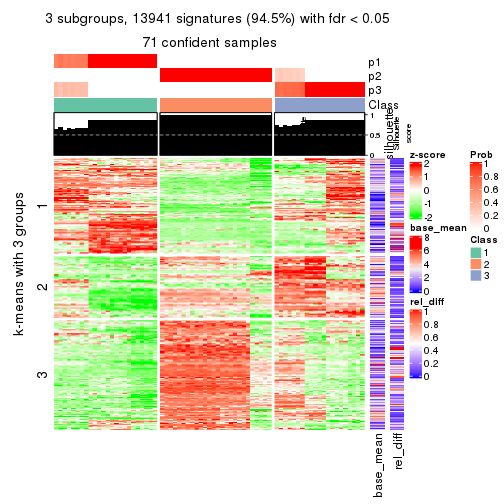 3 subgroups, 13941 signatures (94.5%) with fdr < 0.05
71 confident samples
p1
p2
p3
Class
1
0.5
0
silhouette
score
k-means with 3 groups
1
2
3
z-score
2
1
0
-1
-2
base_mean
8
6
4
2
0
rel_diff
1
0.8
0.6
0.4
0.2
0
Prob
1
0.8
0.6
0.4
0.2
0
Class
1
2
3
base_mean
rel_diff